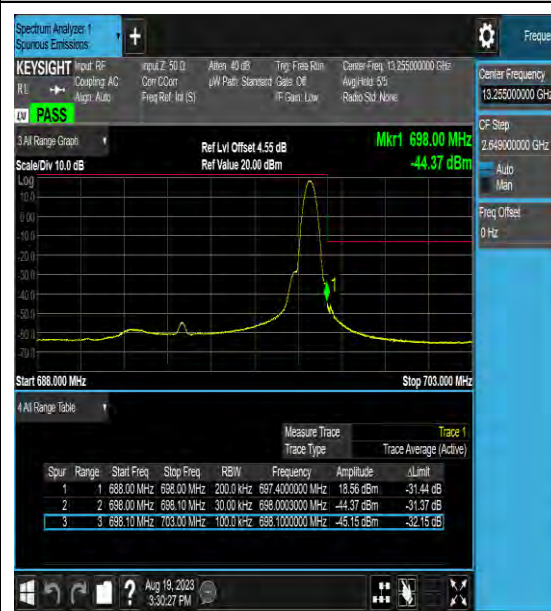 Spectrum Analyzer 1
Spurious Emissions
+
Frequen
KEYSIGHT
Input: RF
Input Z: 50 Ω
Atten: 40 dB
Trig: Free Run
Center Freq: 13.255000000 GHz
RL
Coupling: AC
Corr CCorr
µW Path: Standard
Gate: Off
Avg|Hold: 5/5
Align: Auto
Freq Ref: Int (S)
IF Gain: Low
Radio Std: None
LW
PASS
3 All Range Graph
Ref Lvl Offset 4.55 dB
Mkr1 698.00 MHz
Scale/Div 10.0 dB
Ref Value 20.00 dBm
-44.37 dBm
Log
10.0
0.00
-10.0
-20.0
-30.0
-40.0
-50.0
-60.0
-70.0
1
Start 688.000 MHz
Stop 703.000 MHz
4 All Range Table
Measure Trace
Trace 1
Trace Type
Trace Average (Active)
Spur Range Start Freq Stop Freq RBW Frequency Amplitude ΔLimit
1 1 688.00 MHz 698.00 MHz 200.0 kHz 697.4000000 MHz 18.56 dBm -31.44 dB
2 2 698.00 MHz 698.10 MHz 30.00 kHz 698.0003000 MHz -44.37 dBm -31.37 dB
3 3 698.10 MHz 703.00 MHz 100.0 kHz 698.1000000 MHz -45.15 dBm -32.15 dB
Center Frequency
13.255000000 GHz
CF Step
2.649000000 GHz
Auto
Man
Freq Offset
0 Hz
?
Aug 19, 2023
3:30:27 PM